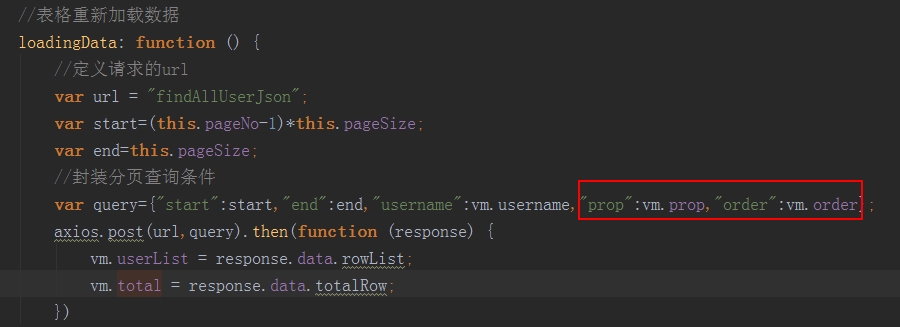 //表格重新加载数据
loadingData: function () {
//定义请求的url
var url = "findAllUserJson";
var start=(this.pageNo-1)*this.pageSize;
var end=this.pageSize;
//封装分页查询条件
var query={"start":start,"end":end,"username":vm.username,"prop":vm.prop,"order":vm.order};
axios.post(url,query).then(function (response) {
vm.userList = response.data.rowList;
vm.total = response.data.totalRow;
})